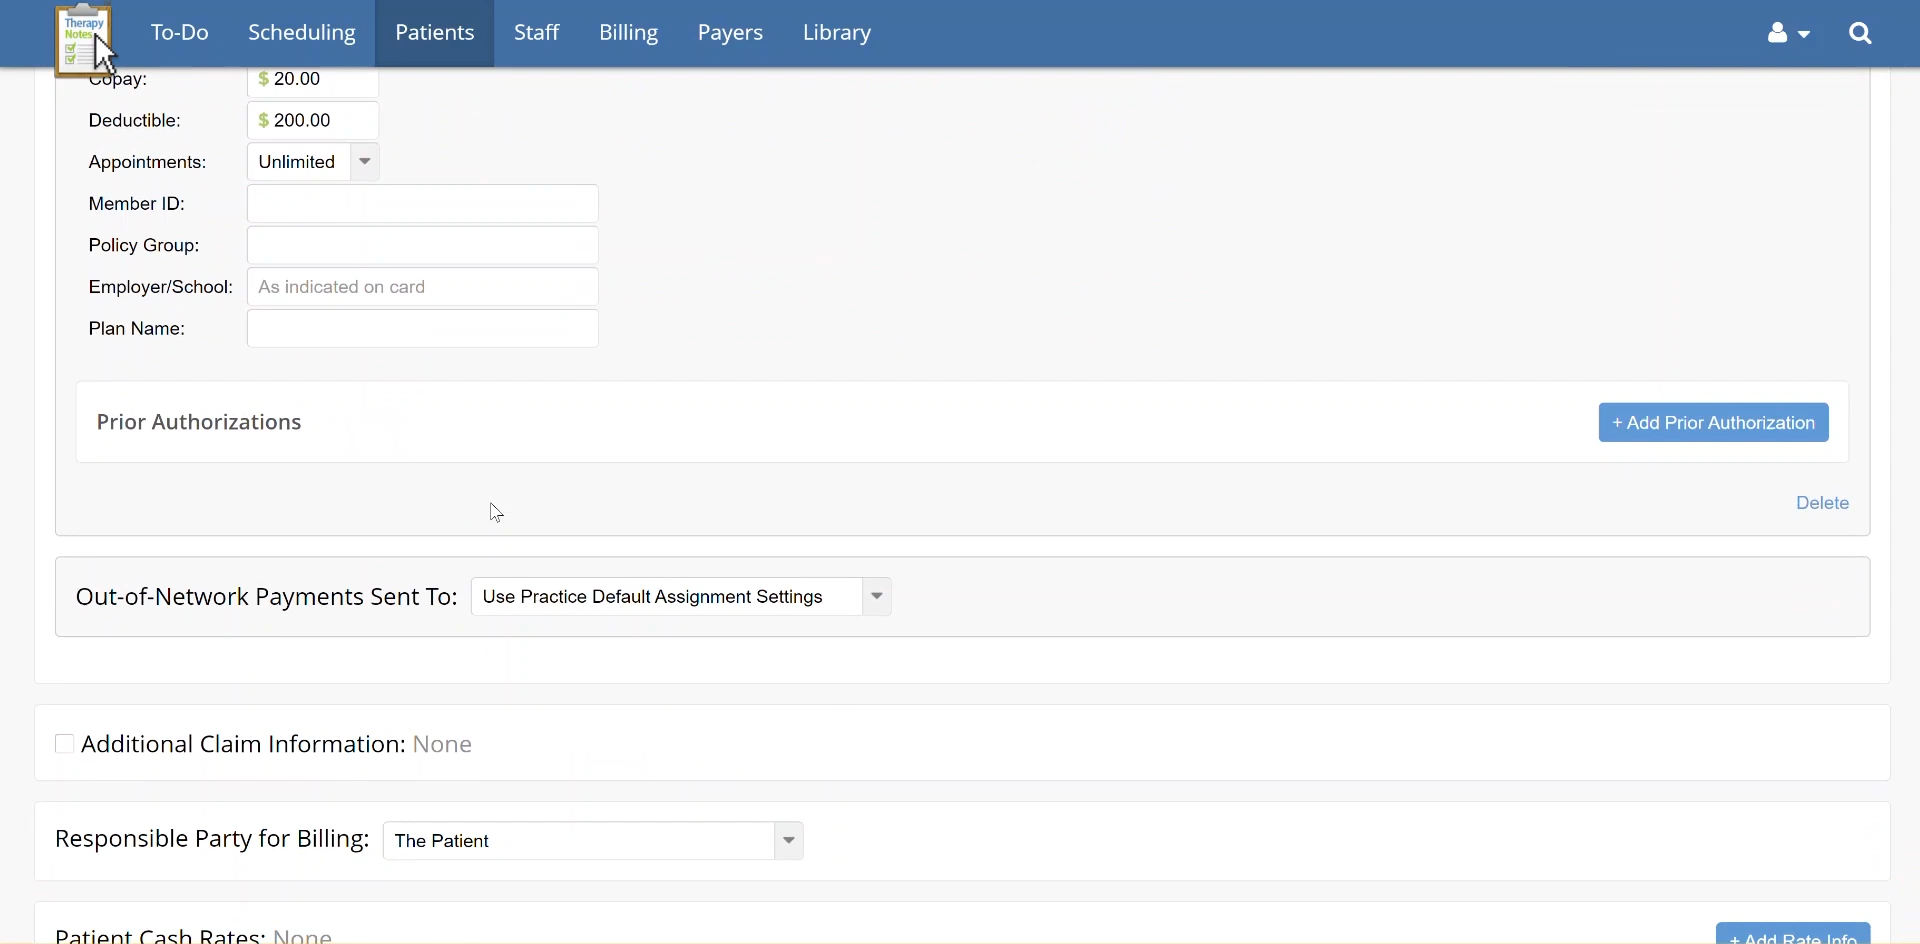 Therapy
Notes
To-Do
Scheduling
Patients
Staff
Billing
Payers
Library
Copay:
$ 20.00
Deductible:
$ 200.00
Appointments:
Unlimited
Member ID:
Policy Group:
Employer/School:
As indicated on card
Plan Name:
Prior Authorizations
+ Add Prior Authorization
Delete
Out-of-Network Payments Sent To:
Use Practice Default Assignment Settings
Additional Claim Information: None
Responsible Party for Billing:
The Patient
Patient Cash Rates: None
+ Add Rate Info